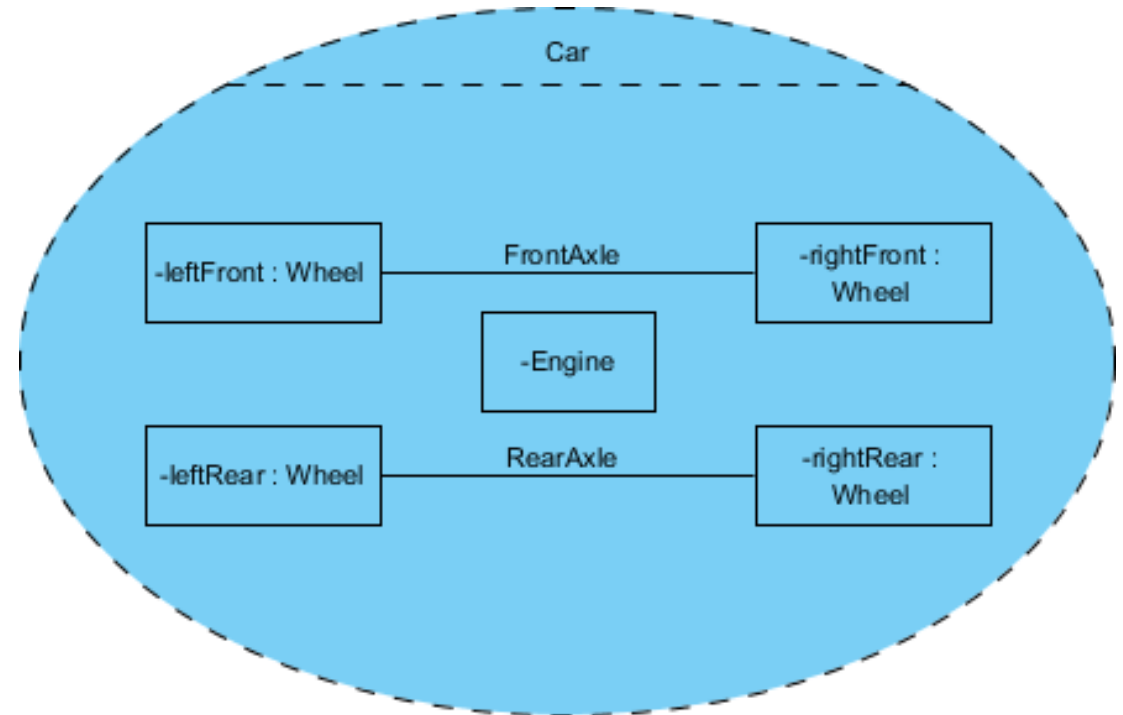 Car
-leftFront : Wheel
FrontAxle
-rightFront :
Wheel
-Engine
-leftRear : Wheel
RearAxle
-rightRear :
Wheel